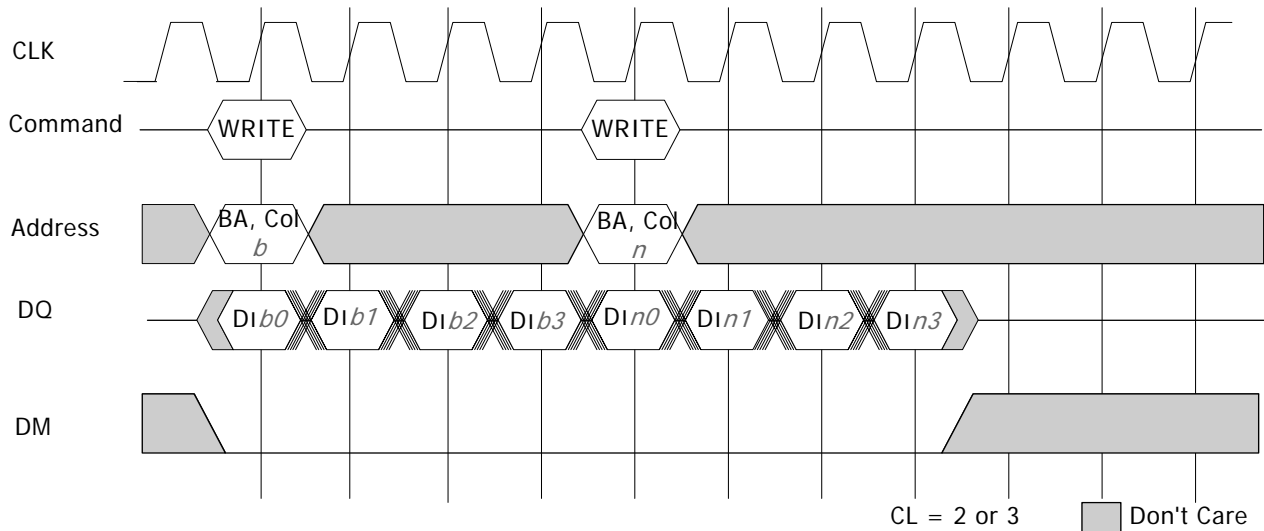 CLK
Command
WRITE
WRITE
Address
BA, Col
b
BA, Col
n
DQ
DIb0
DIb1
DIb2
DIb3
DIn0
DIn1
DIn2
DIn3
DM
CL = 2 or 3
Don't Care